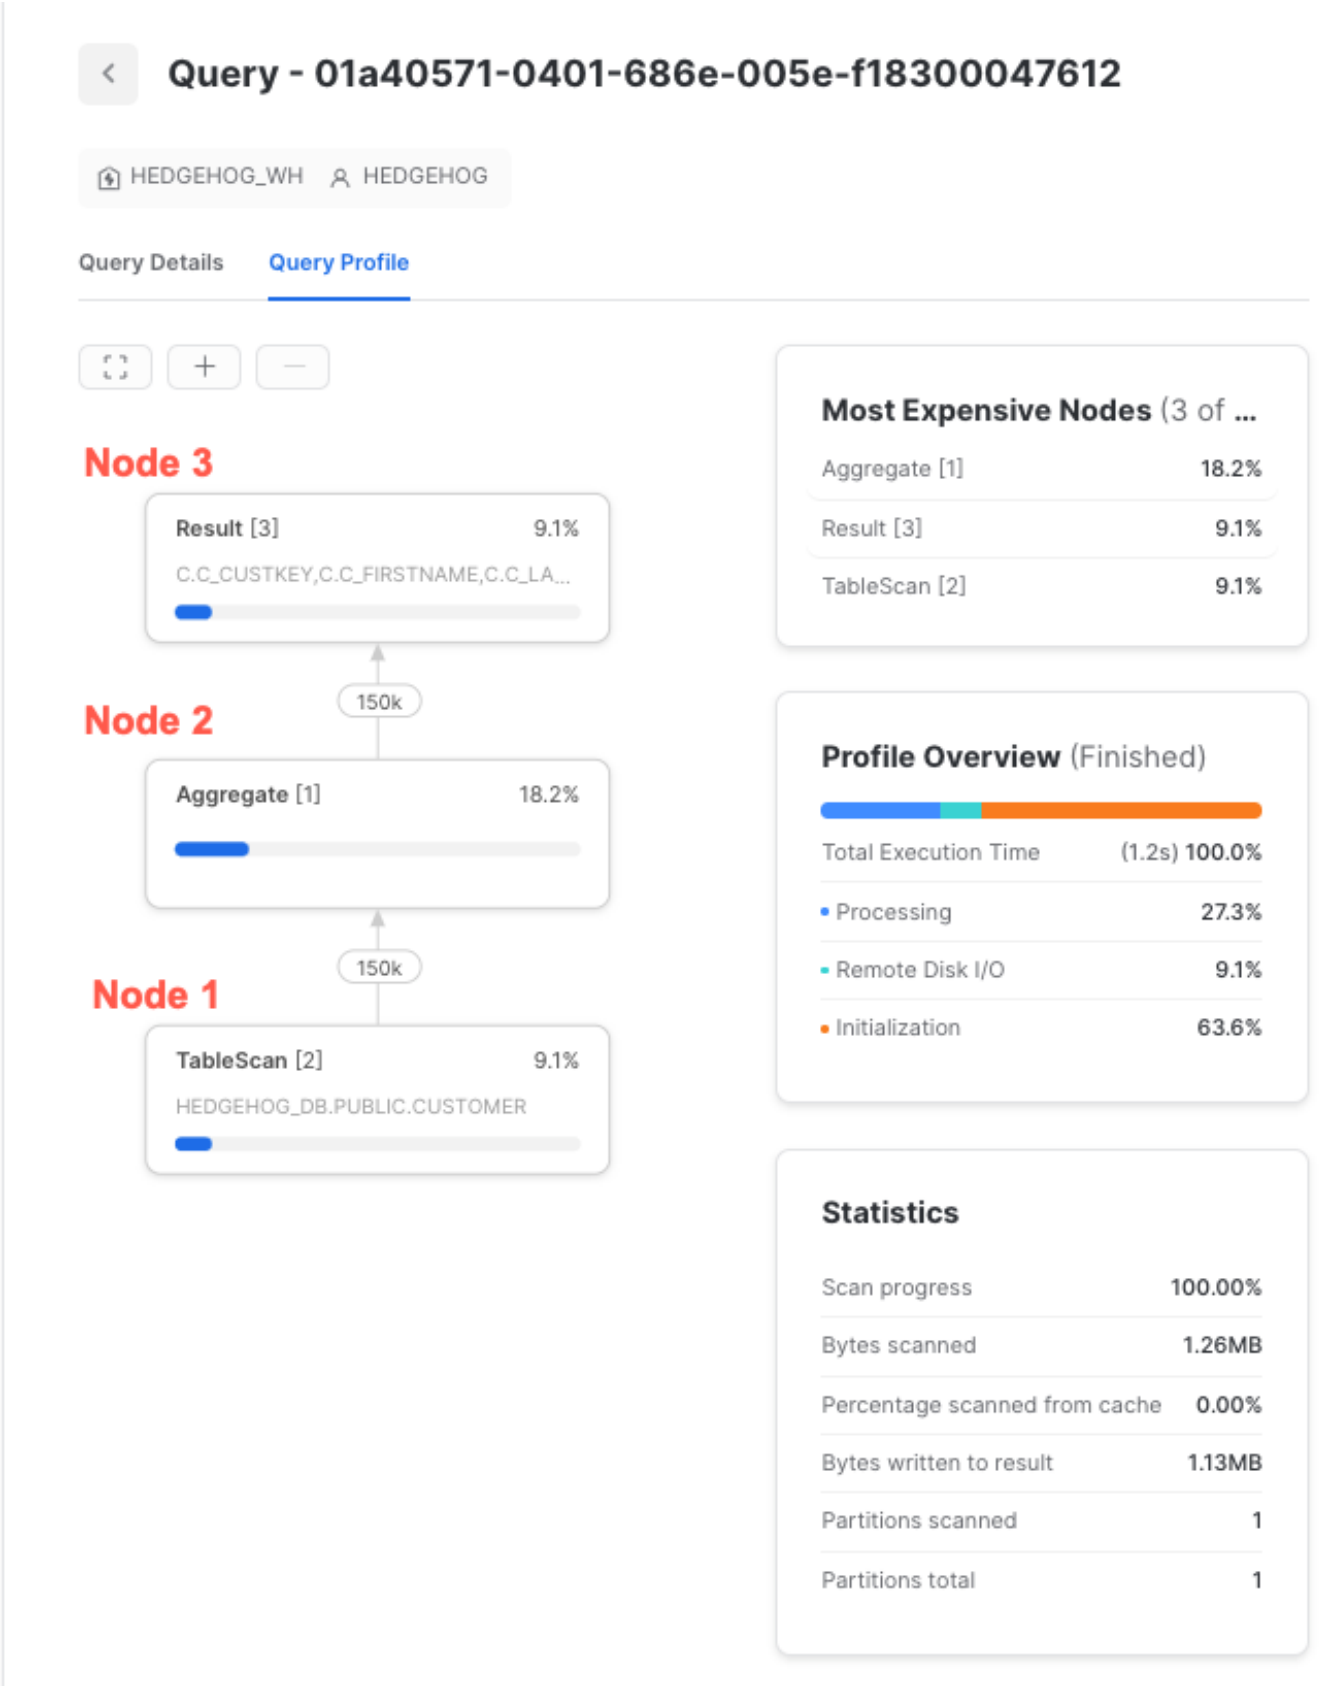 Query - 01a40571-0401-686e-005e-f18300047612
HEDGEHOG_WH HEDGEHOG
Query Details Query Profile
Node 3
Result [3] 9.1%
C.C_CUSTKEY,C.C_FIRSTNAME,C.C_LA...
150k
Node 2
Aggregate [1] 18.2%
150k
Node 1
TableScan [2] 9.1%
HEDGEHOG_DB.PUBLIC.CUSTOMER
Most Expensive Nodes (3 of ...
Aggregate [1] 18.2%
Result [3] 9.1%
TableScan [2] 9.1%
Profile Overview (Finished)
Total Execution Time (1.2s) 100.0%
Processing 27.3%
Remote Disk I/O 9.1%
Initialization 63.6%
Statistics
Scan progress 100.00%
Bytes scanned 1.26MB
Percentage scanned from cache 0.00%
Bytes written to result 1.13MB
Partitions scanned 1
Partitions total 1